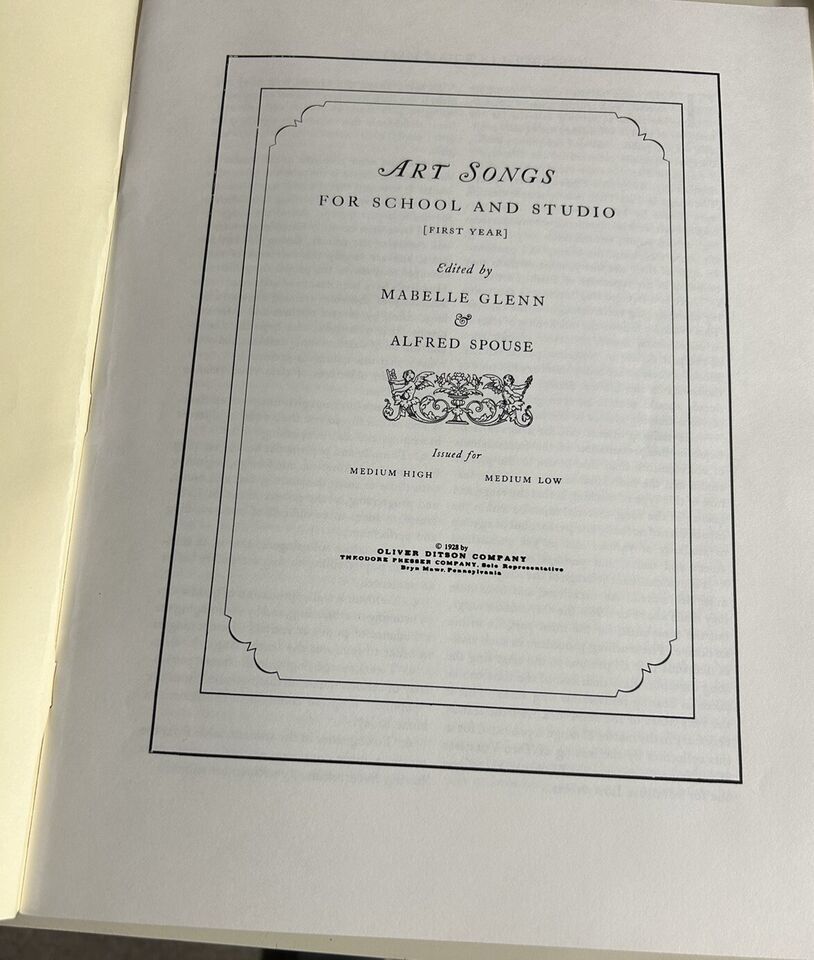 ART SONGS
FOR SCHOOL AND STUDIO
[FIRST YEAR]
Edited by
MABELLE GLENN
&
ALFRED SPOUSE
Issued for
MEDIUM HIGH MEDIUM LOW
© 1928 by
OLIVER DITSON COMPANY
THEODORE PRESSER COMPANY, Sole Representative
Bryn Mawr, Pennsylvania